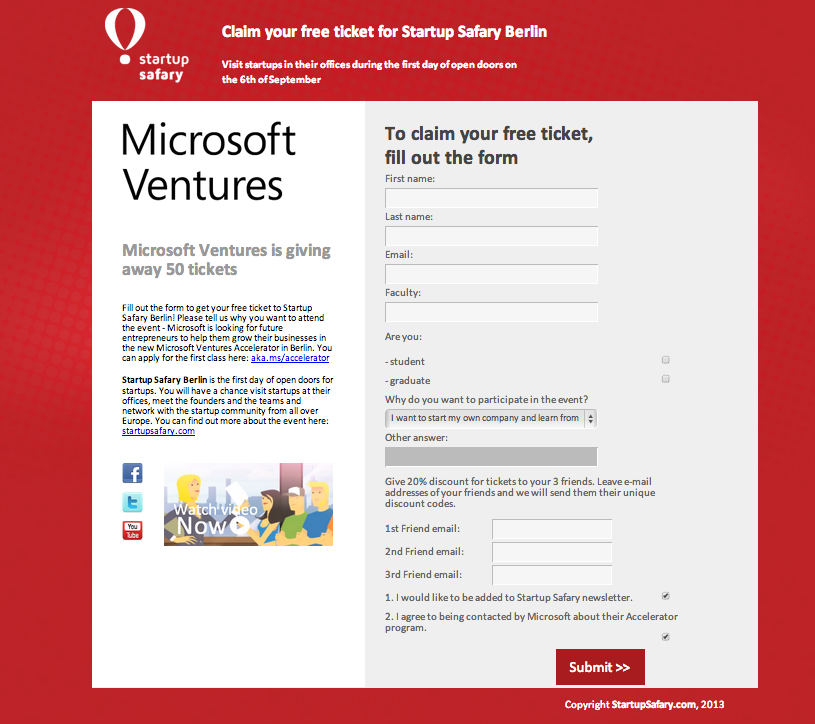 startup
safary
Claim your free ticket for Startup Safary Berlin
Visit startups in their offices during the first day of open doors on
the 6th of September
Microsoft
Ventures
Microsoft Ventures is giving
away 50 tickets
Fill out the form to get your free ticket to Startup
Safary Berlin! Please tell us why you want to attend
the event - Microsoft is looking for future
entrepreneurs to help them grow their businesses in
the new Microsoft Ventures Accelerator in Berlin. You
can apply for the first class here: aka.ms/accelerator
Startup Safary Berlin is the first day of open doors for
startups. You will have a chance visit startups at their
offices, meet the founders and the teams and
network with the startup community from all over
Europe. You can find out more about the event here:
startupsafary.com
You
Tube
Watch video
Now
To claim your free ticket,
fill out the form
First name:
Last name:
Email:
Faculty:
Are you:
- student
- graduate
Why do you want to participate in the event?
I want to start my own company and learn from
Other answer:
Give 20% discount for tickets to your 3 friends. Leave e-mail
addresses of your friends and we will send them their unique
discount codes.
1st Friend email:
2nd Friend email:
3rd Friend email:
1. I would like to be added to Startup Safary newsletter.
2. I agree to being contacted by Microsoft about their Accelerator
program.
Submit >>
Copyright StartupSafary.com, 2013